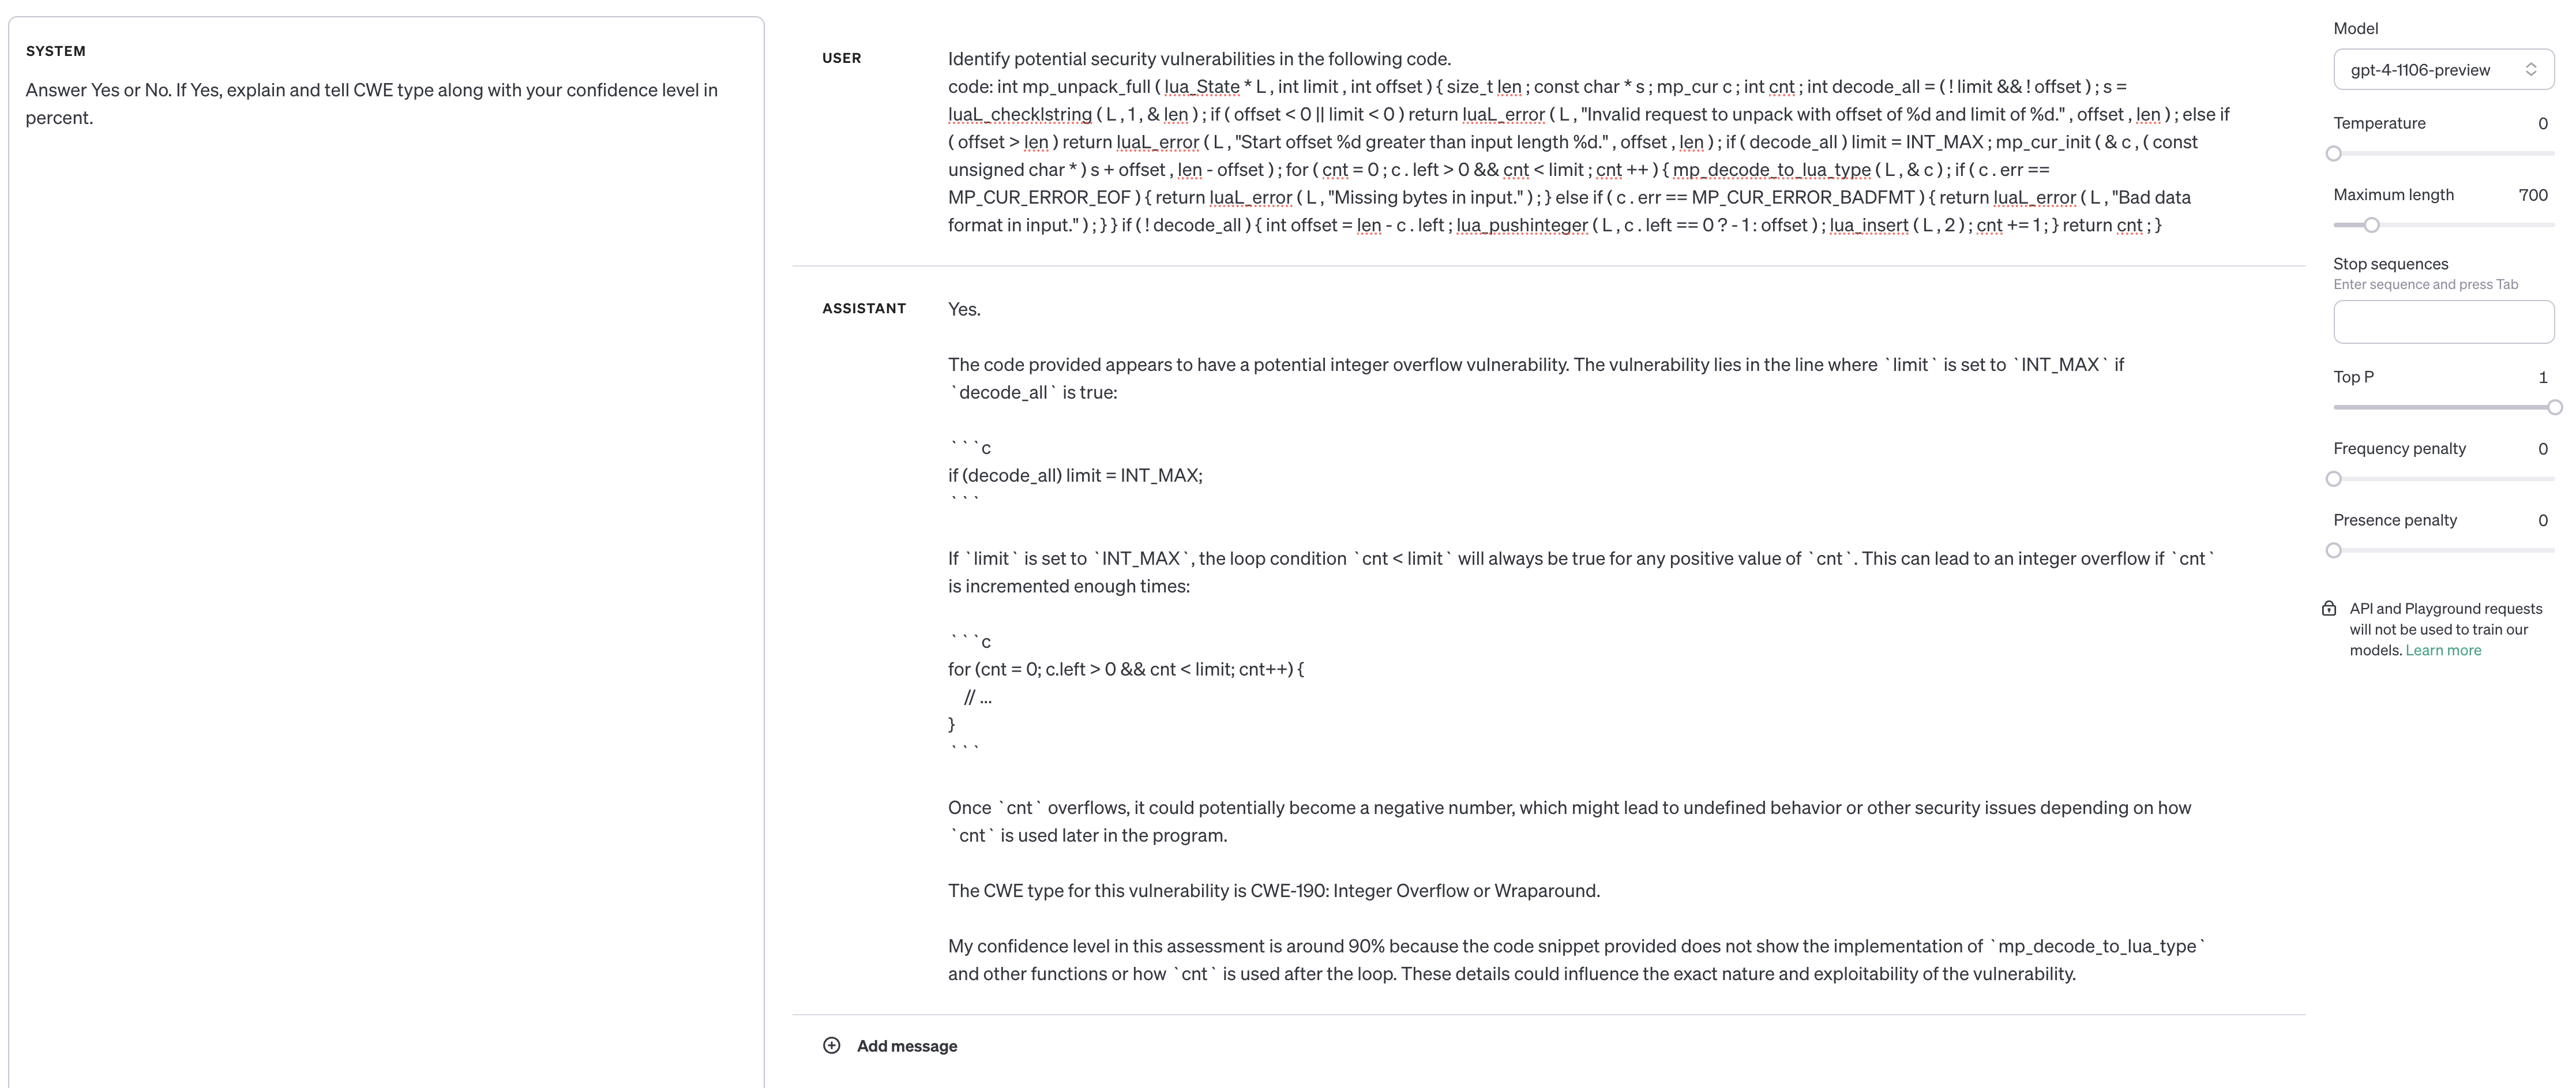 SYSTEM
Answer Yes or No. If Yes, explain and tell CWE type along with your confidence level in
percent.
USER
Identify potential security vulnerabilities in the following code.
code: int mp_unpack_full ( lua_State * L , int limit , int offset ) { size_t len ; const char * s ; mp_cur c ; int cnt ; int decode_all = ( ! limit && ! offset ) ; s =
luaL_checklstring ( L , 1 , & len ) ; if ( offset < 0 || limit < 0 ) return luaL_error ( L , "Invalid request to unpack with offset of %d and limit of %d." , offset , len ) ; else if
( offset > len ) return luaL_error ( L , "Start offset %d greater than input length %d." , offset , len ) ; if ( decode_all ) limit = INT_MAX ; mp_cur_init ( & c , ( const
unsigned char * ) s + offset , len - offset ) ; for ( cnt = 0 ; c . left > 0 && cnt < limit ; cnt ++ ) { mp_decode_to_lua_type ( L , & c ) ; if ( c . err ==
MP_CUR_ERROR_EOF ) { return luaL_error ( L , "Missing bytes in input." ) ; } else if ( c . err == MP_CUR_ERROR_BADFMT ) { return luaL_error ( L , "Bad data
format in input." ) ; } } if ( ! decode_all ) { int offset = len - c . left ; lua_pushinteger ( L , c . left == 0 ? - 1 : offset ) ; lua_insert ( L , 2 ) ; cnt += 1 ; } return cnt ; }
ASSISTANT
Yes.
The code provided appears to have a potential integer overflow vulnerability. The vulnerability lies in the line where `limit` is set to `INT_MAX` if
`decode_all` is true:
```c
if (decode_all) limit = INT_MAX;
```
If `limit` is set to `INT_MAX`, the loop condition `cnt < limit` will always be true for any positive value of `cnt`. This can lead to an integer overflow if `cnt`
is incremented enough times:
```c
for (cnt = 0; c.left > 0 && cnt < limit; cnt++) {
// ...
}
```
Once `cnt` overflows, it could potentially become a negative number, which might lead to undefined behavior or other security issues depending on how
`cnt` is used later in the program.
The CWE type for this vulnerability is CWE-190: Integer Overflow or Wraparound.
My confidence level in this assessment is around 90% because the code snippet provided does not show the implementation of `mp_decode_to_lua_type`
and other functions or how `cnt` is used after the loop. These details could influence the exact nature and exploitability of the vulnerability.
Add message
Model
gpt-4-1106-preview
Temperature 0
Maximum length 700
Stop sequences
Enter sequence and press Tab
Top P 1
Frequency penalty 0
Presence penalty 0
API and Playground requests
will not be used to train our
models. Learn more